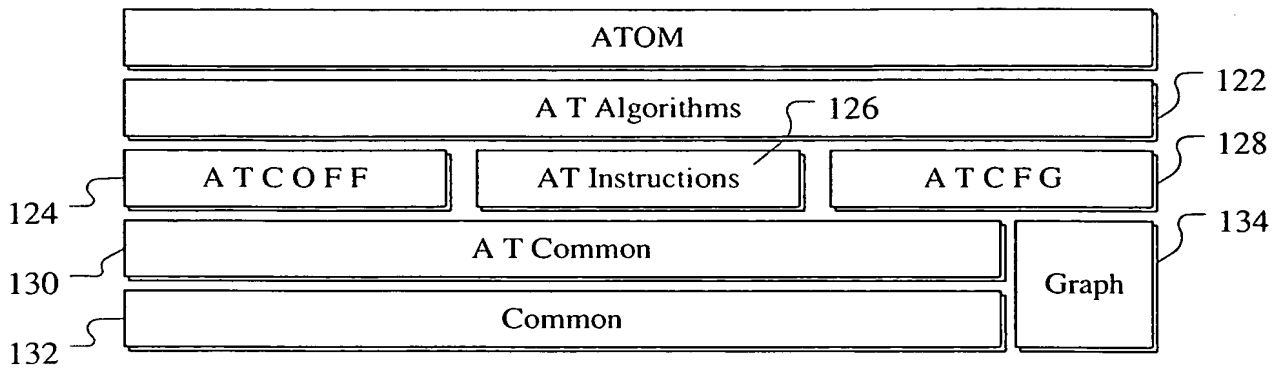 ATOM
A T Algorithms 122
126
A T C O F F AT Instructions A T C F G 128
124
A T Common 134
130 Graph
Common
132